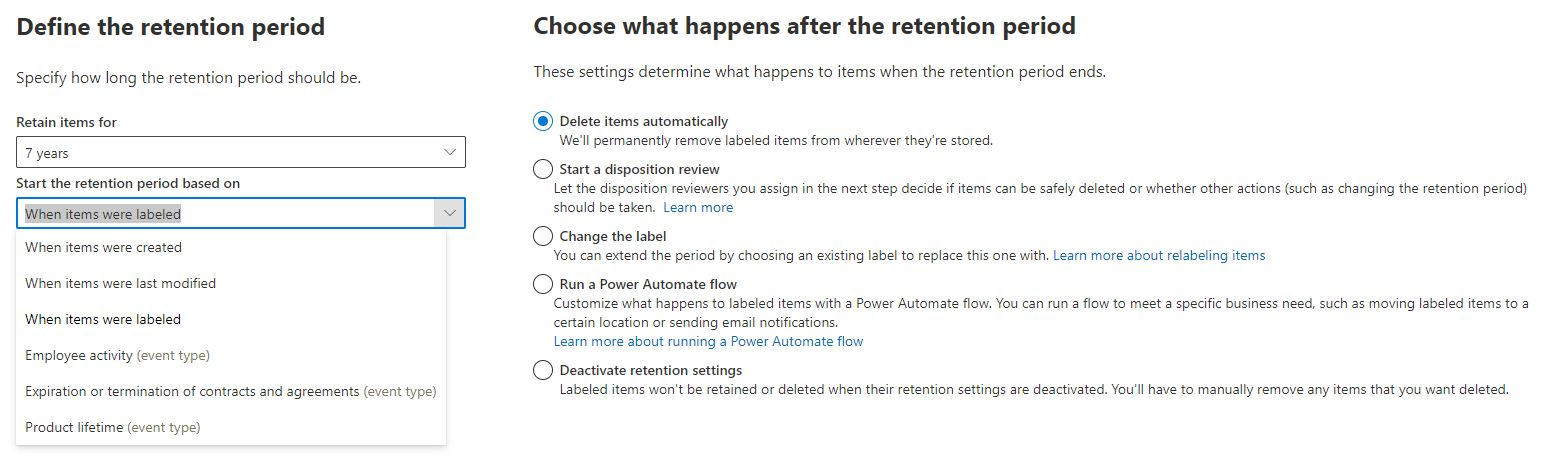 Define the retention period
Specify how long the retention period should be.
Retain items for
7 years
Start the retention period based on
When items were labeled
When items were created
When items were last modified
When items were labeled
Employee activity (event type)
Expiration or termination of contracts and agreements (event type)
Product lifetime (event type)
Choose what happens after the retention period
These settings determine what happens to items when the retention period ends.
Delete items automatically
We'll permanently remove labeled items from wherever they're stored.
Start a disposition review
Let the disposition reviewers you assign in the next step decide if items can be safely deleted or whether other actions (such as changing the retention period)
should be taken. Learn more
Change the label
You can extend the period by choosing an existing label to replace this one with. Learn more about relabeling items
Run a Power Automate flow
Customize what happens to labeled items with a Power Automate flow. You can run a flow to meet a specific business need, such as moving labeled items to a
certain location or sending email notifications.
Learn more about running a Power Automate flow
Deactivate retention settings
Labeled items won't be retained or deleted when their retention settings are deactivated. You'll have to manually remove any items that you want deleted.